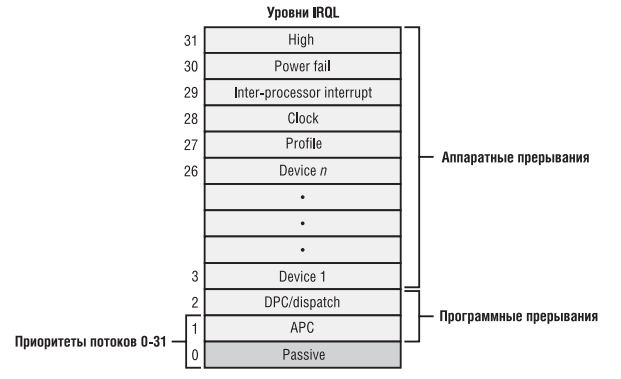 Уровни IRQL
31 High
30 Power fail
29 Inter-processor interrupt
28 Clock
27 Profile
26 Device n
Аппаратные прерывания
3 Device 1
2 DPC/dispatch
Программные прерывания
1 APC
Приоритеты потоков 0-31
0 Passive